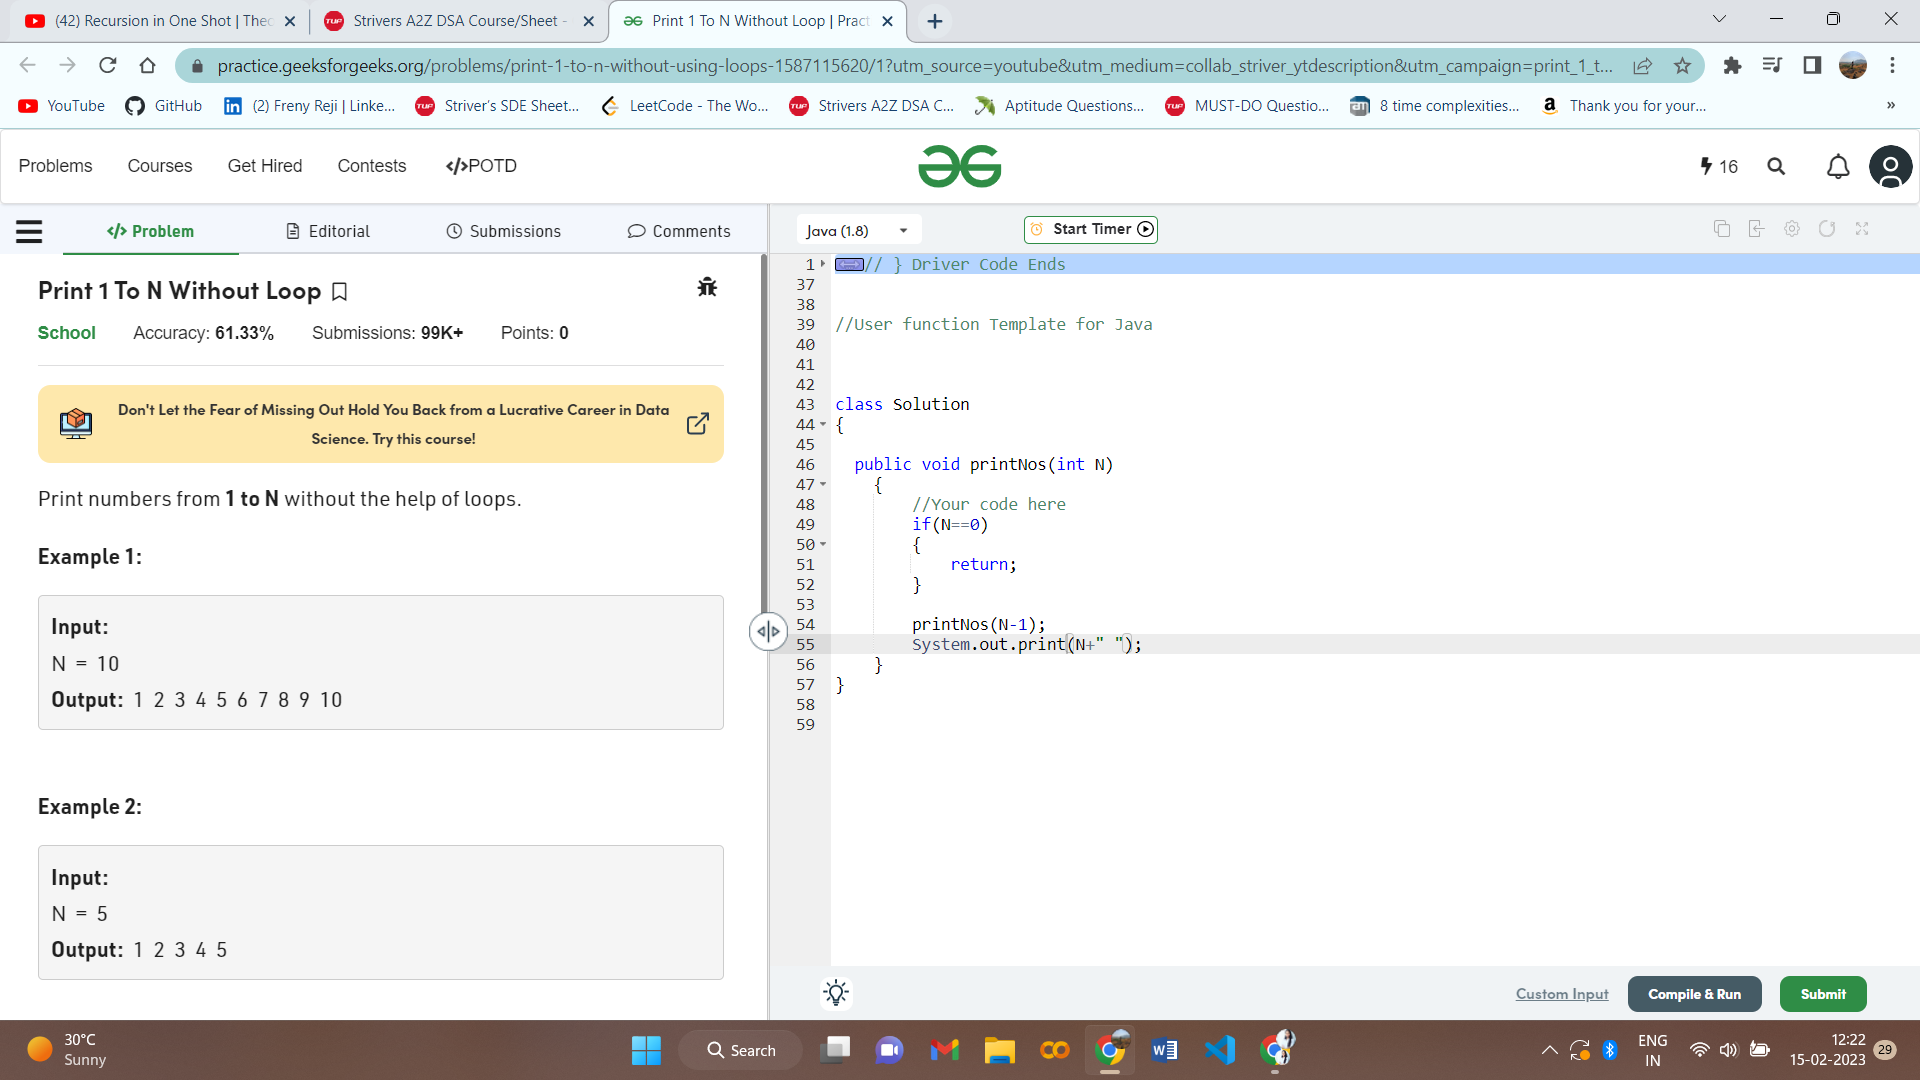 (42) Recursion in One Shot | Theo
Strivers A2Z DSA Course/Sheet -
Print 1 To N Without Loop | Pract
practice.geeksforgeeks.org/problems/print-1-to-n-without-using-loops-1587115620/1?utm_source=youtube&utm_medium=collab_striver_ytdescription&utm_campaign=print_1_t...
YouTube
GitHub
(2) Freny Reji | Linke...
Striver's SDE Sheet...
LeetCode - The Wo...
Strivers A2Z DSA C...
Aptitude Questions...
MUST-DO Questio...
8 time complexities...
Thank you for your...
»
Problems
Courses
Get Hired
Contests
</>POTD
16
</> Problem
Editorial
Submissions
Comments
Java (1.8)
Start Timer
Print 1 To N Without Loop
School
Accuracy: 61.33%
Submissions: 99K+
Points: 0
Don't Let the Fear of Missing Out Hold You Back from a Lucrative Career in Data
Science. Try this course!
Print numbers from 1 to N without the help of loops.
Example 1:
Input:
N = 10
Output: 1 2 3 4 5 6 7 8 9 10
Example 2:
Input:
N = 5
Output: 1 2 3 4 5
1 // } Driver Code Ends
37
38
39 //User function Template for Java
40
41
42
43 class Solution
44 {
45
46 public void printNos(int N)
47 {
48 //Your code here
49 if(N==0)
50 {
51 return;
52 }
53
54 printNos(N-1);
55 System.out.print(N+" ");
56 }
57 }
58
59
Custom Input
Compile & Run
Submit
30°C
Sunny
Search
ENG
IN
12:22
15-02-2023
29